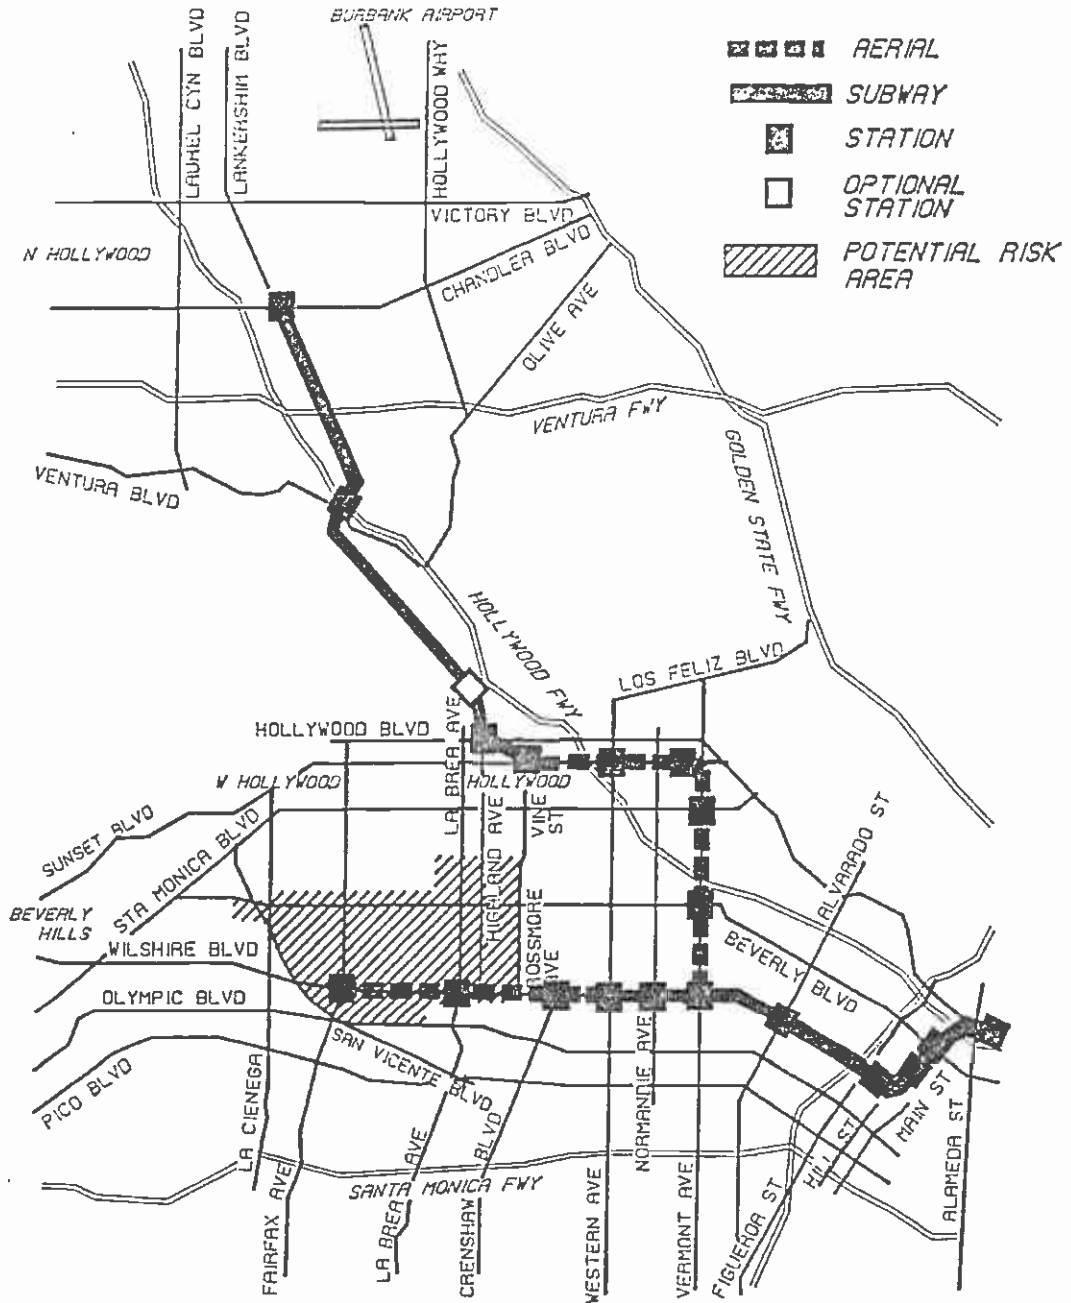 BURBANK AIRPORT
LAUREL CYN BLVD
LANKERSHIM BLVD
HOLLYWOOD WAY
AERIAL
SUBWAY
STATION
OPTIONAL
STATION
POTENTIAL RISK
AREA
VICTORY BLVD
N HOLLYWOOD
CHANDLER BLVD
OLIVE AVE
VENTURA FWY
VENTURA BLVD
GOLDEN STATE FWY
HOLLYWOOD FWY
LOS FELIZ BLVD
HOLLYWOOD BLVD
LA BREA AVE
W HOLLYWOOD
HOLLYWOOD
HIGHLAND AVE
VINE
ST
SUNSET BLVD
STA MONICA BLVD
ALVARADO ST
BEVERLY
HILLS
ROSSMORE
AVE
BEVERLY BLVD
WILSHIRE BLVD
OLYMPIC BLVD
SAN VICENTE BLVD
PICO BLVD
LA CIENEGA
NORMANDIE AVE
MAIN ST
HILL ST
ALAMEDA ST
SANTA MONICA FWY
FAIRFAX AVE
LA BREA AVE
CRENSHAW BLVD
WESTERN AVE
VERMONT AVE
FIGUEROA ST